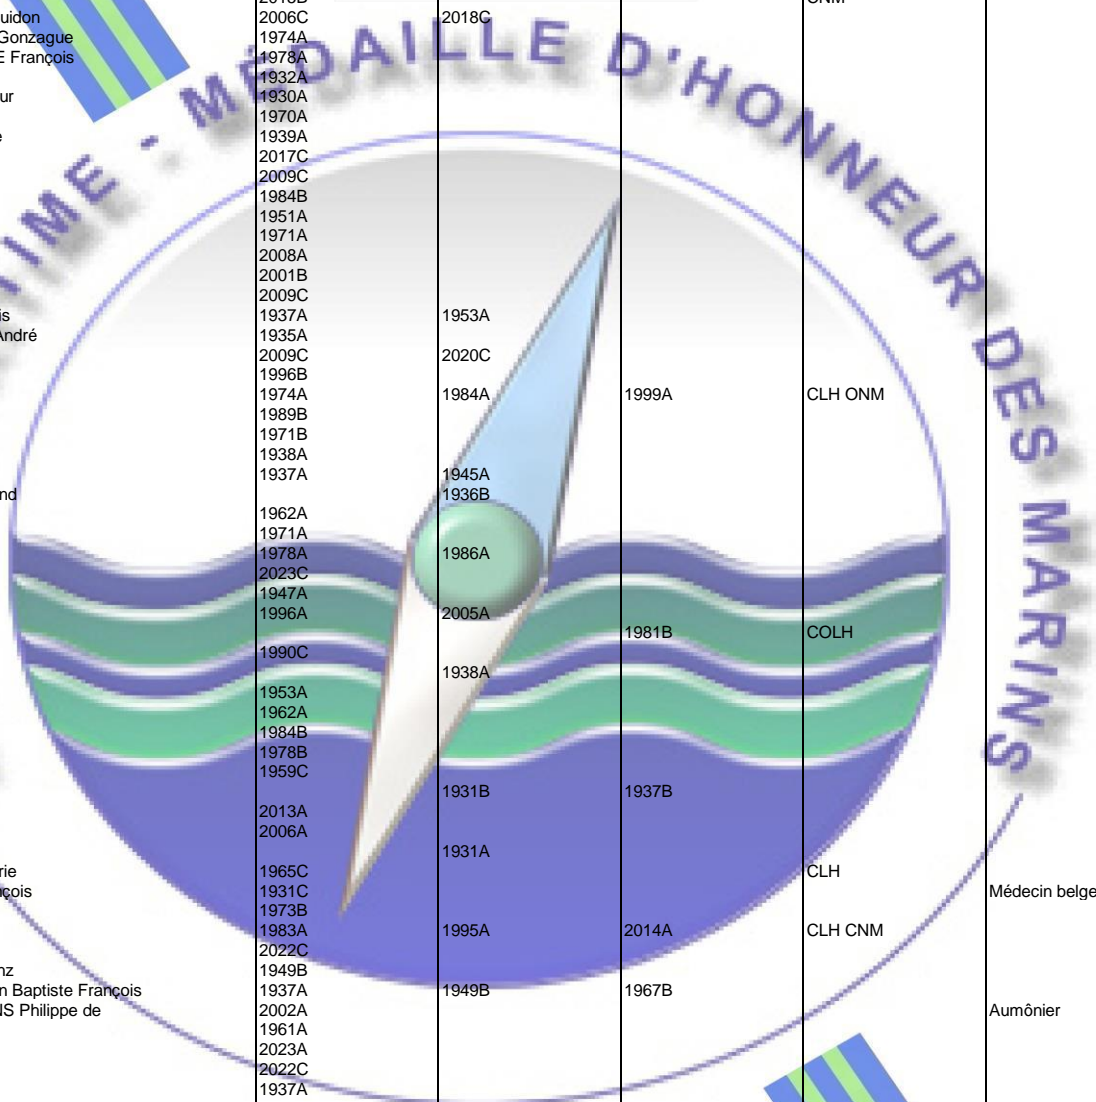 uidon 2006C 2018C
Gonzague 1974A
E François 1978A
1932A
ur 1930A
1970A
e 1939A
2017C
2009C
1984B
1951A
1971A
2008A
2001B
2009C
is 1937A 1953A
André 1935A
2009C 2020C
1996B
1974A 1984A 1999A CLH ONM
1989B
1971B
1938A
1937A 1945A
nd 1936B
1962A
1971A
1978A 1986A
2023C
1947A
1996A 2005A
1981B COLH
1990C
1938A
1953A
1962A
1984B
1978B
1959C
1931B 1937B
2013A
2006A
1931A
rie 1965C CLH
nçois 1931C Médecin belge
1973B
1983A 1995A 2014A CLH CNM
2022C
nz 1949B
n Baptiste François 1937A 1949B 1967B
NS Philippe de 2002A Aumônier
1961A
2023A
2022C
1937A
TIME - MÉDAILLE D'HONNEUR DES MARINS